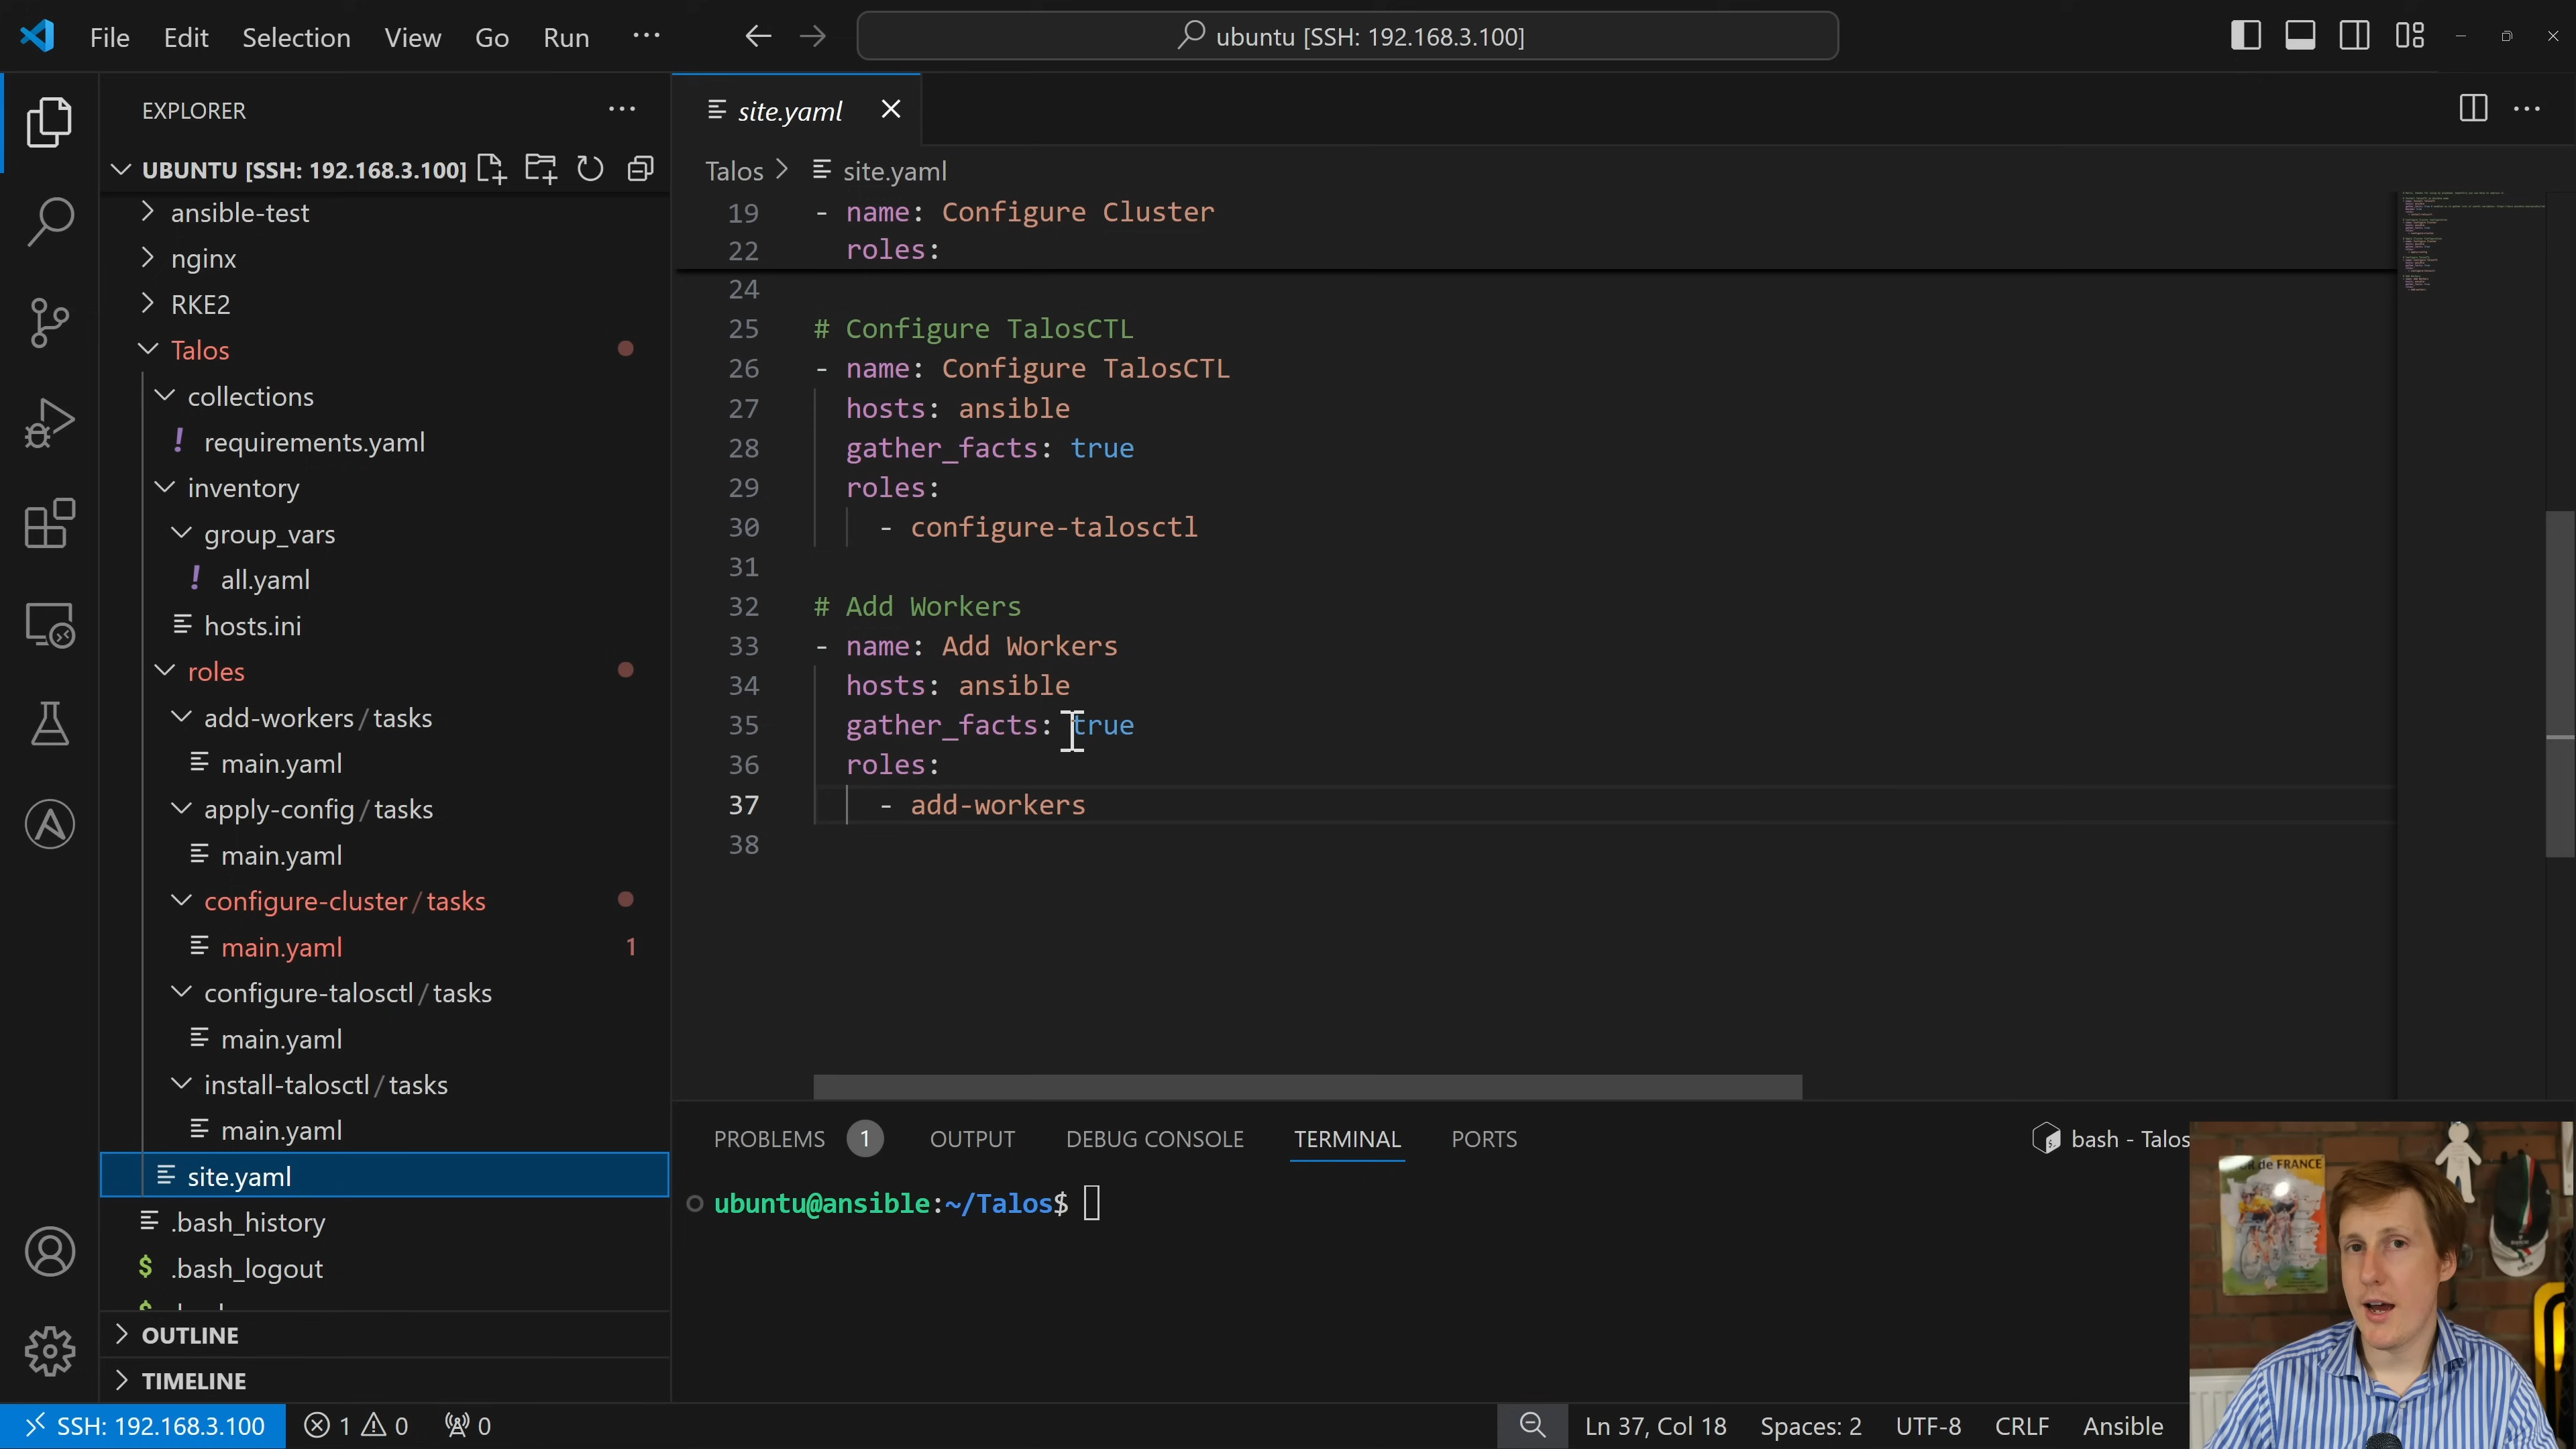 File Edit Selection View Go Run ···
ubuntu [SSH: 192.168.3.100]
EXPLORER
UBUNTU [SSH: 192.168.3.100]
ansible-test
nginx
RKE2
Talos
collections
! requirements.yaml
inventory
group_vars
! all.yaml
hosts.ini
roles
add-workers/tasks
main.yaml
apply-config/tasks
main.yaml
configure-cluster/tasks
main.yaml 1
configure-talosctl/tasks
main.yaml
install-talosctl/tasks
main.yaml
site.yaml
.bash_history
$ .bash_logout
OUTLINE
TIMELINE
site.yaml
Talos > site.yaml
19 - name: Configure Cluster
22 roles:
24
25 # Configure TalosCTL
26 - name: Configure TalosCTL
27 hosts: ansible
28 gather_facts: true
29 roles:
30 - configure-talosctl
31
32 # Add Workers
33 - name: Add Workers
34 hosts: ansible
35 gather_facts: true
36 roles:
37 - add-workers
38
PROBLEMS 1 OUTPUT DEBUG CONSOLE TERMINAL PORTS
bash - Talos
ubuntu@ansible:~/Talos$
DE FRANCE
SSH: 192.168.3.100 1 0 0 Ln 37, Col 18 Spaces: 2 UTF-8 CRLF Ansible